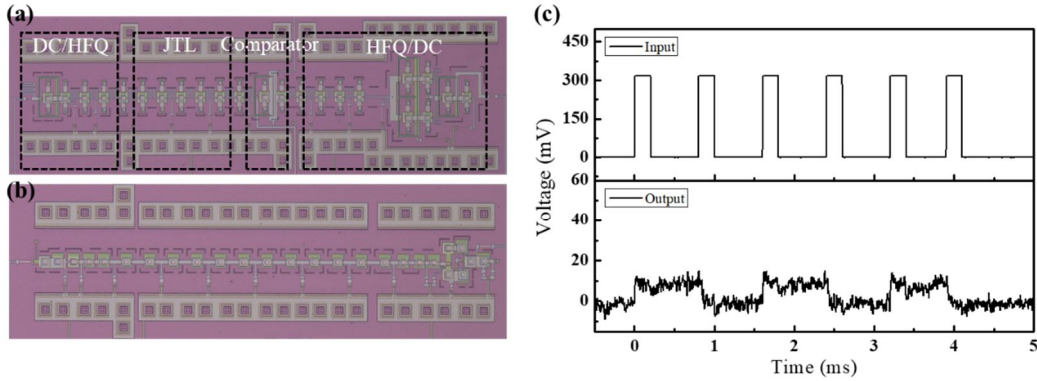 (a)
DC/HFQ JTL Comparator HFQ/DC
(b)
(c)
Input
450
300
150
0
60
Output
40
20
0
Voltage (mV)
0 1 2 3 4 5
Time (ms)